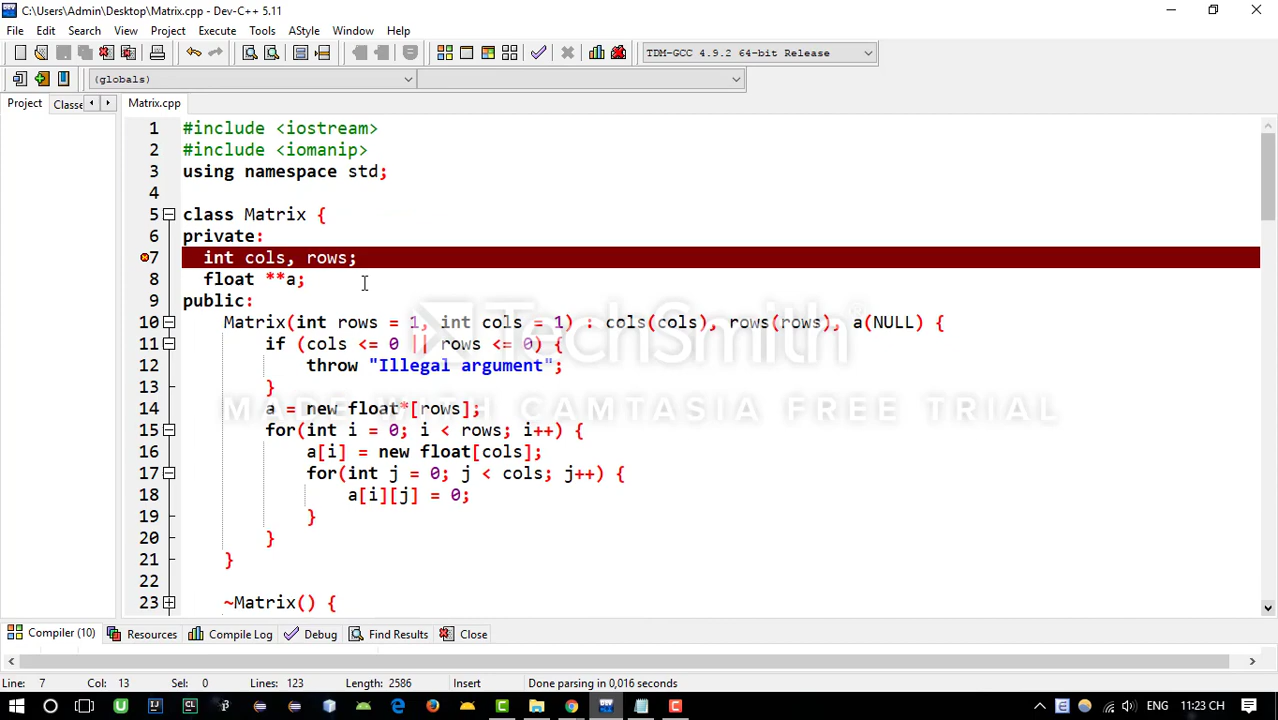 C:\Users\Admin\Desktop\Matrix.cpp - Dev-C++ 5.11
File Edit Search View Project Execute Tools AStyle Window Help
TDM-GCC 4.9.2 64-bit Release
(globals)
Project Classe Matrix.cpp
1 #include <iostream>
2 #include <iomanip>
3 using namespace std;
4
5 class Matrix {
6 private:
7 int cols, rows;
8 float **a;
9 public:
10 Matrix(int rows = 1, int cols = 1) : cols(cols), rows(rows), a(NULL) {
11 if (cols <= 0 || rows <= 0) {
12 throw "Illegal argument";
13 }
14 a = new float*[rows];
15 for(int i = 0; i < rows; i++) {
16 a[i] = new float[cols];
17 for(int j = 0; j < cols; j++) {
18 a[i][j] = 0;
19 }
20 }
21 }
22
23 ~Matrix() {
TechSmith®
MADE WITH CAMTASIA FREE TRIAL
Compiler (10) Resources Compile Log Debug Find Results Close
Line: 7 Col: 13 Sel: 0 Lines: 123 Length: 2586 Insert Done parsing in 0,016 seconds
ENG 11:23 CH